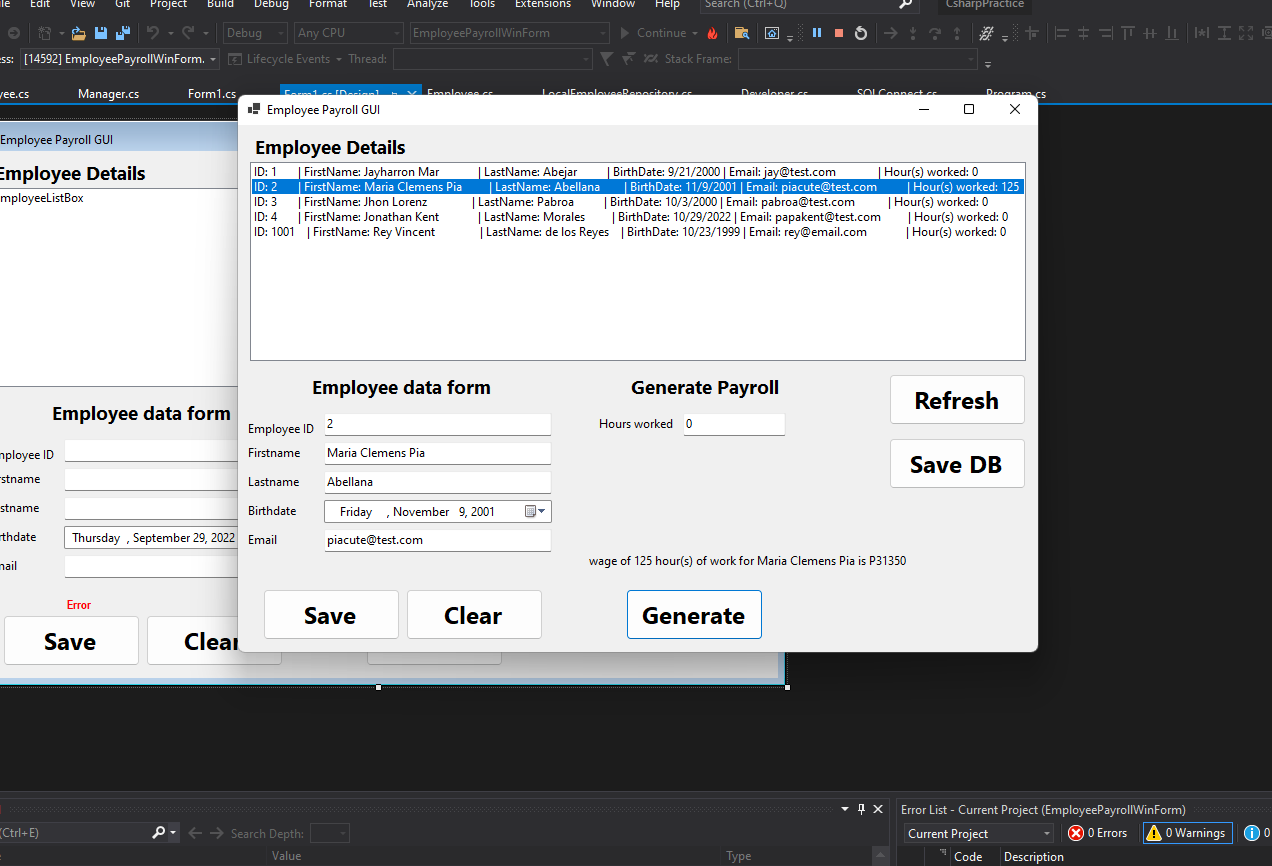 Edit View Git Project Build Debug Format Test Analyze Tools Extensions Window Help Search (Ctrl+Q) CsharpPractice
Debug Any CPU EmployeePayrollWinForm Continue
[14592] EmployeePayrollWinForm. Lifecycle Events Thread: Stack Frame:
Manager.cs Form1.cs Form1.cs [Design] Employee.cs LocalEmployeeRepository.cs Developer.cs SQLConnect.cs Program.cs
Employee Payroll GUI
Employee Details
Employee data form
Thursday , September 29, 2022
Error
Save
Clear
Employee Payroll GUI
Employee Details
ID: 1 | FirstName: Jayharron Mar | LastName: Abejar | BirthDate: 9/21/2000 | Email: jay@test.com | Hour(s) worked: 0
ID: 2 | FirstName: Maria Clemens Pia | LastName: Abellana | BirthDate: 11/9/2001 | Email: piacute@test.com | Hour(s) worked: 125
ID: 3 | FirstName: Jhon Lorenz | LastName: Pabroa | BirthDate: 10/3/2000 | Email: pabroa@test.com | Hour(s) worked: 0
ID: 4 | FirstName: Jonathan Kent | LastName: Morales | BirthDate: 10/29/2022 | Email: papakent@test.com | Hour(s) worked: 0
ID: 1001 | FirstName: Rey Vincent | LastName: de los Reyes | BirthDate: 10/23/1999 | Email: rey@email.com | Hour(s) worked: 0
Employee data form
Employee ID 2
Firstname Maria Clemens Pia
Lastname Abellana
Birthdate Friday , November 9, 2001
Email piacute@test.com
Save
Clear
Generate Payroll
Hours worked 0
wage of 125 hour(s) of work for Maria Clemens Pia is P31350
Generate
Refresh
Save DB
(Ctrl+E) Search Depth:
Value Type
Error List - Current Project (EmployeePayrollWinForm)
Current Project 0 Errors 0 Warnings 0
Code Description